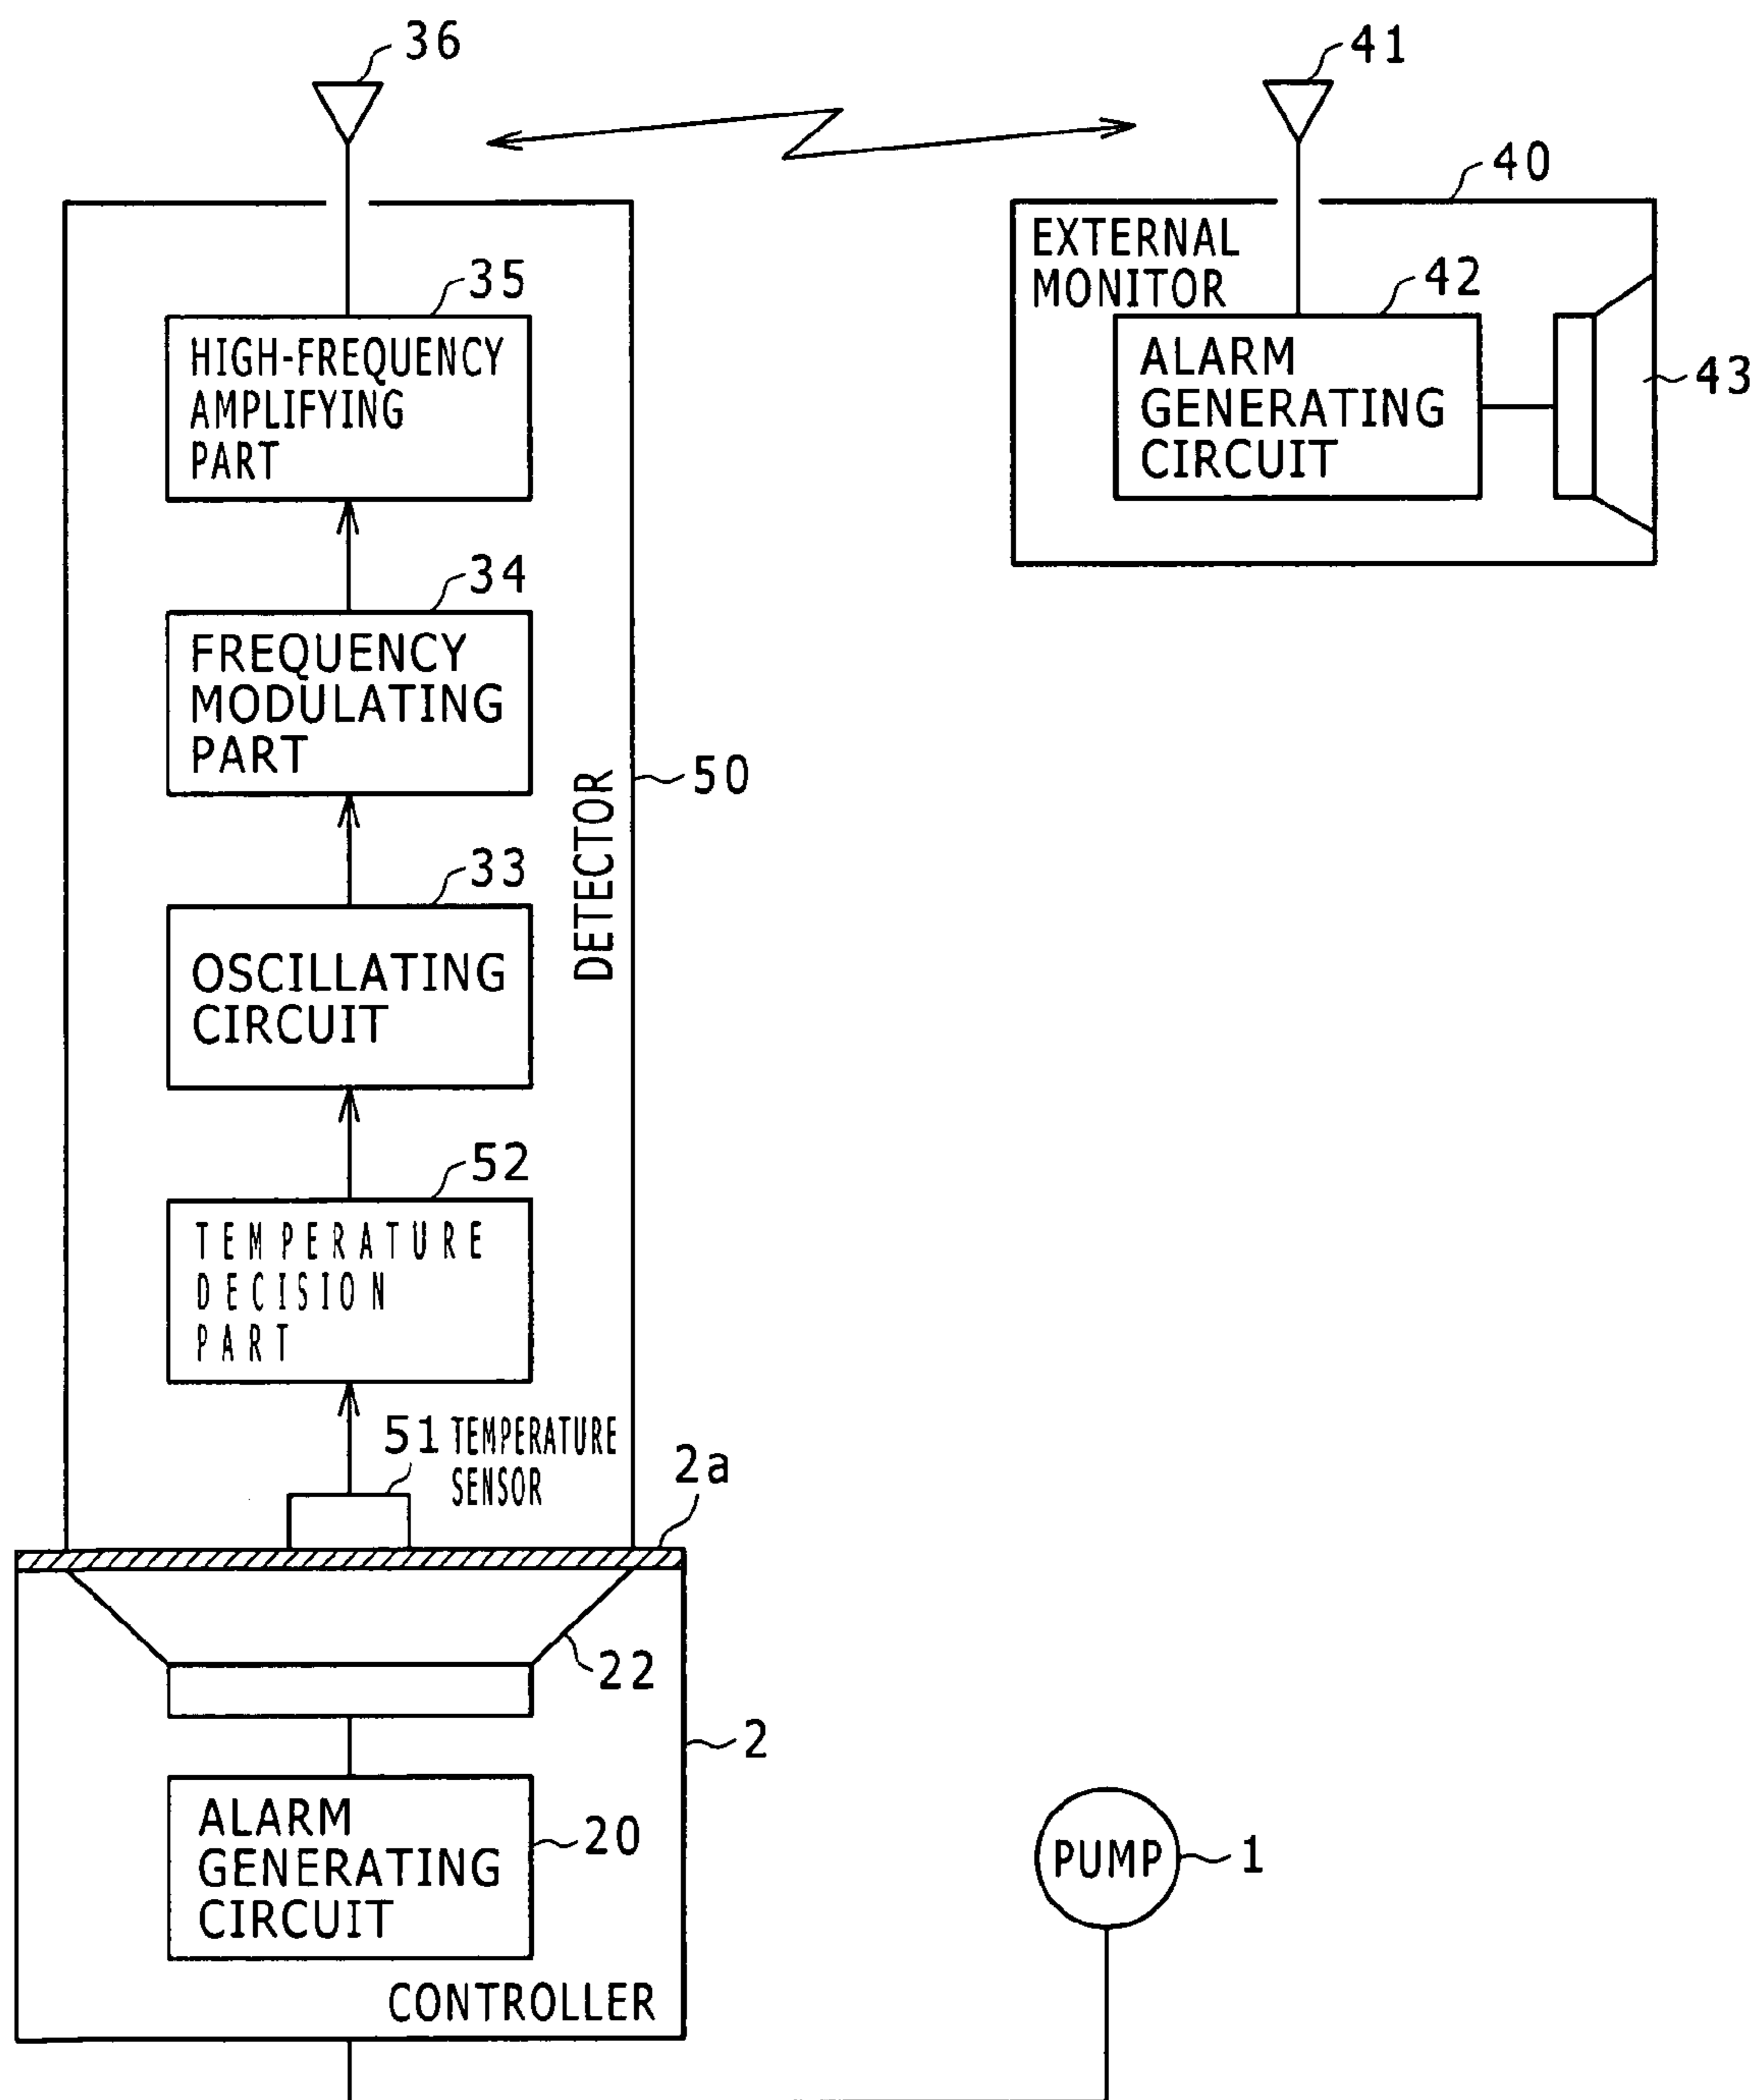 36
41
40
EXTERNAL
MONITOR
35
42
HIGH-FREQUENCY
AMPLIFYING
PART
ALARM
GENERATING
CIRCUIT
43
34
FREQUENCY
MODULATING
PART
50
DETECTOR
33
OSCILLATING
CIRCUIT
52
TEMPERATURE
DECISION
PART
51 TEMPERATURE
SENSOR
2a
22
2
ALARM
GENERATING
CIRCUIT
20
PUMP
1
CONTROLLER